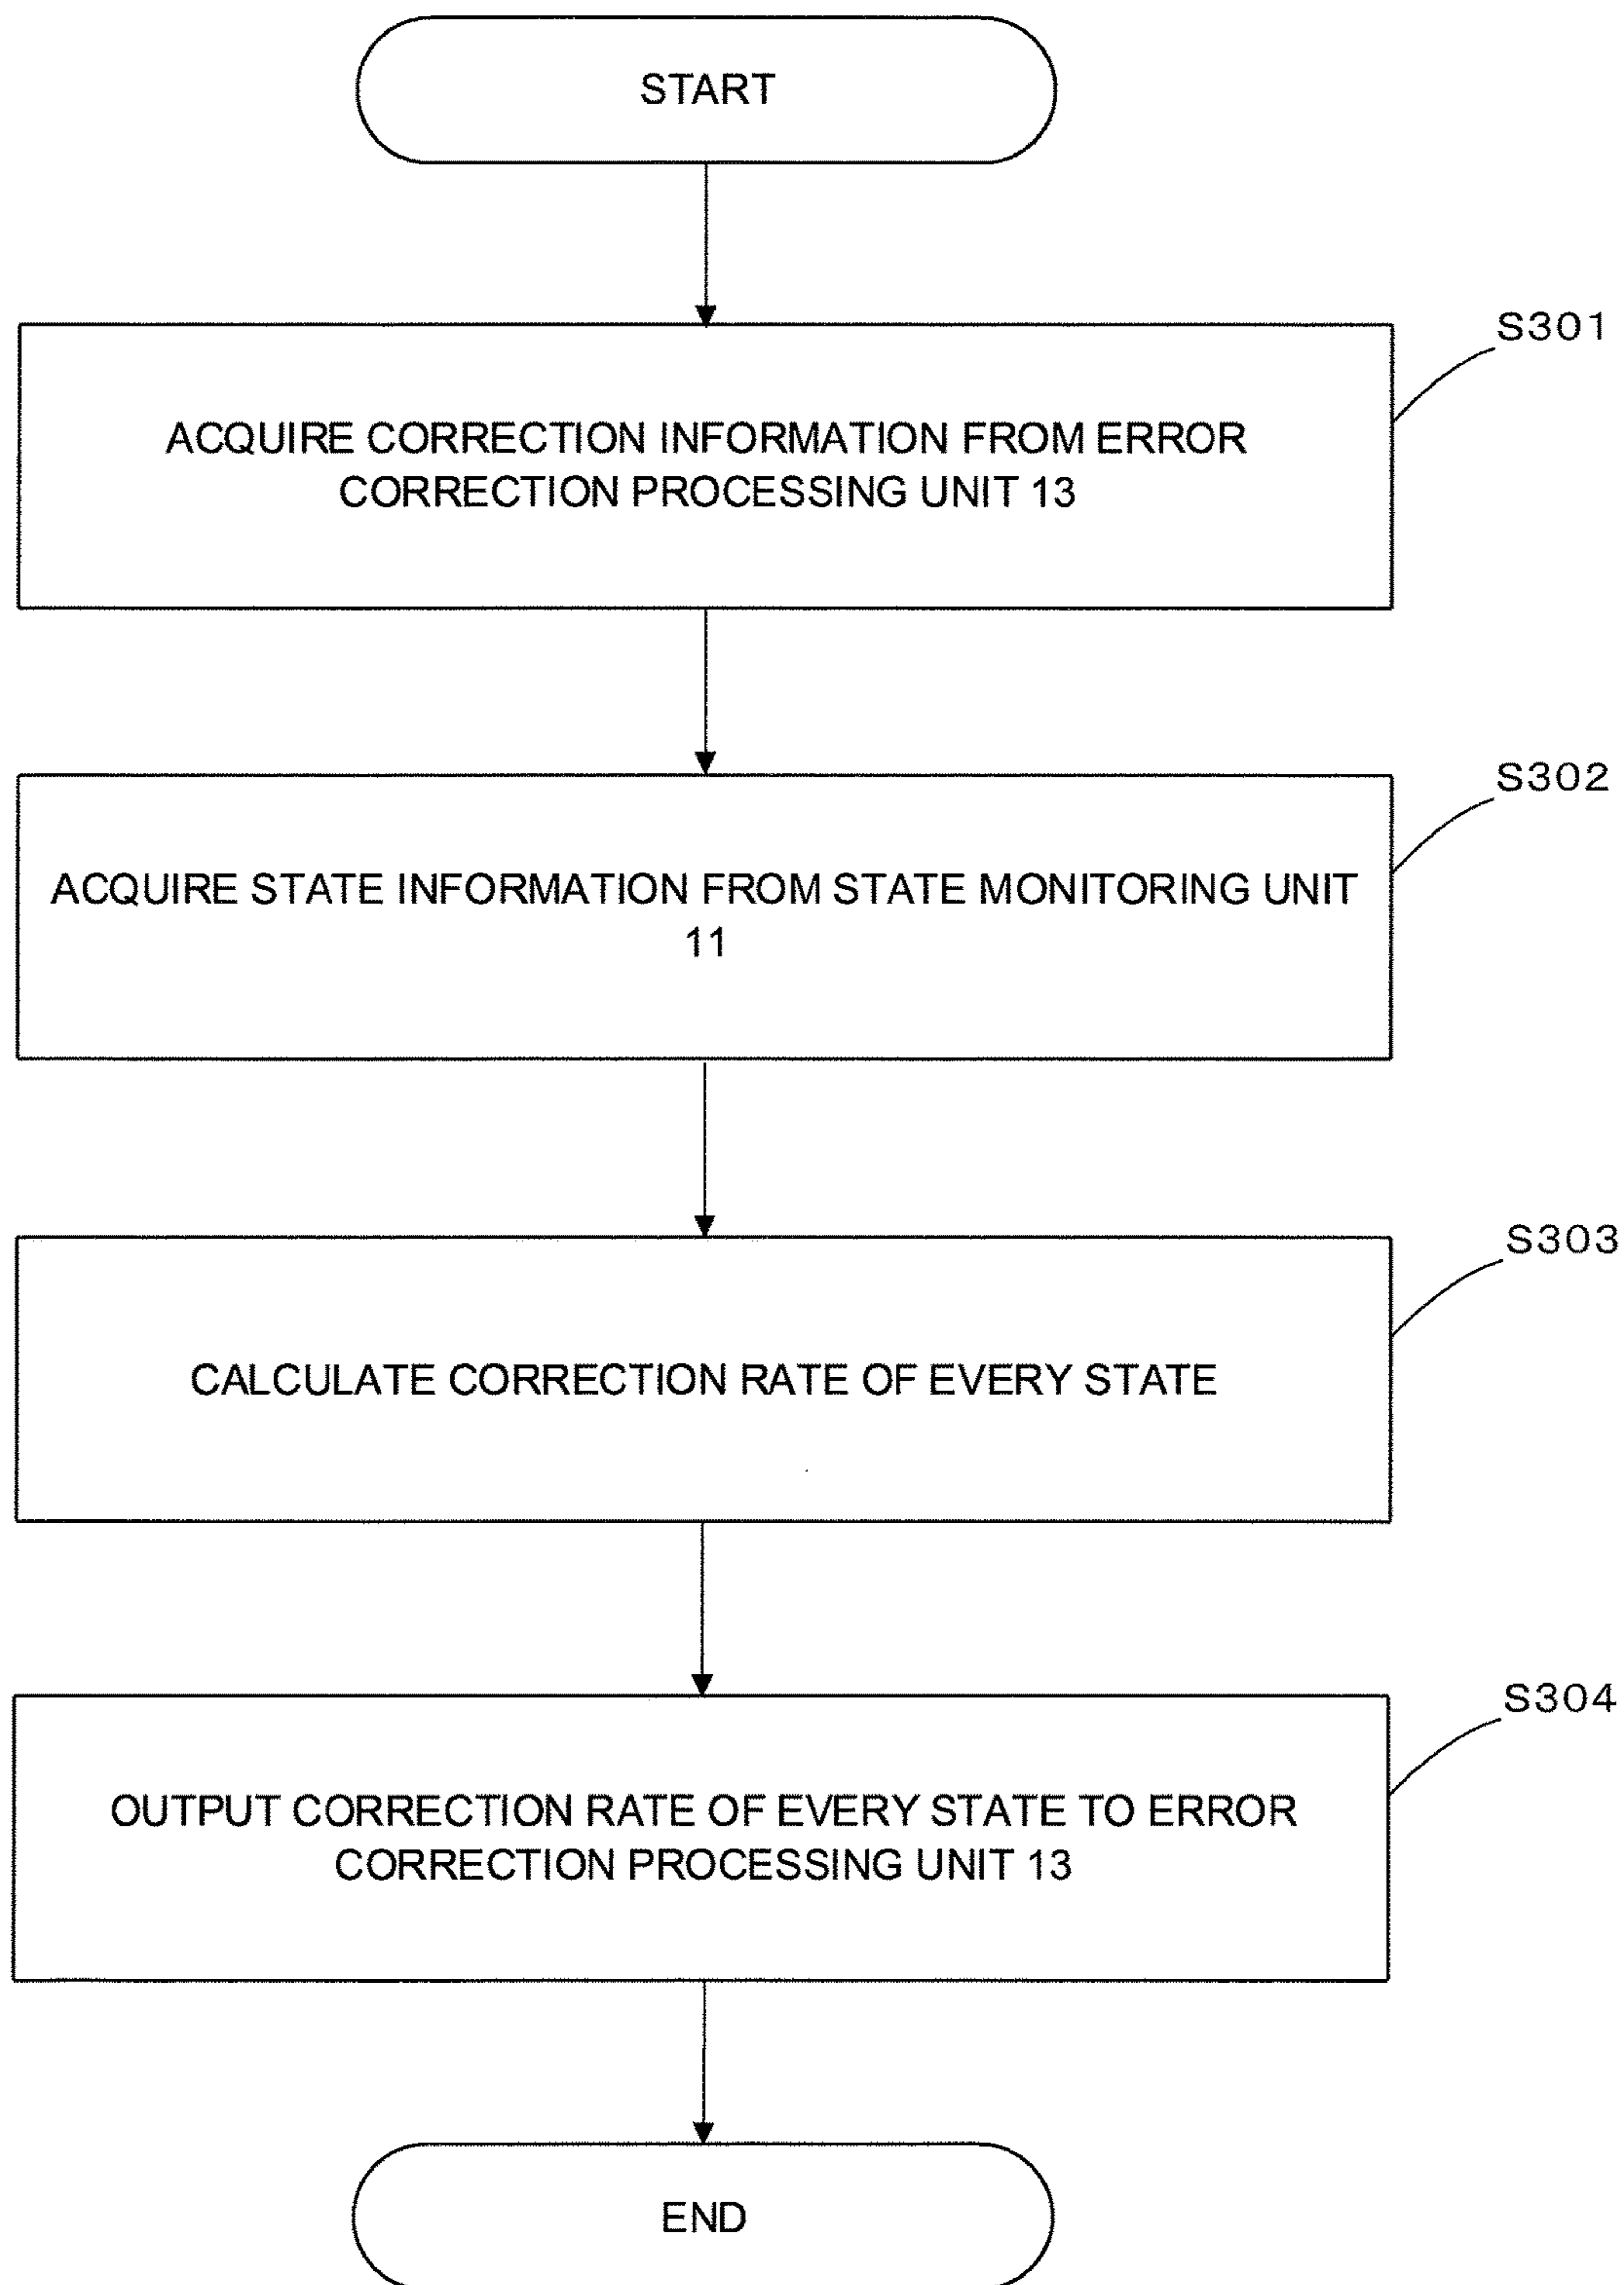 START
S301
ACQUIRE CORRECTION INFORMATION FROM ERROR
CORRECTION PROCESSING UNIT 13
S302
ACQUIRE STATE INFORMATION FROM STATE MONITORING UNIT
11
S303
CALCULATE CORRECTION RATE OF EVERY STATE
S304
OUTPUT CORRECTION RATE OF EVERY STATE TO ERROR
CORRECTION PROCESSING UNIT 13
END